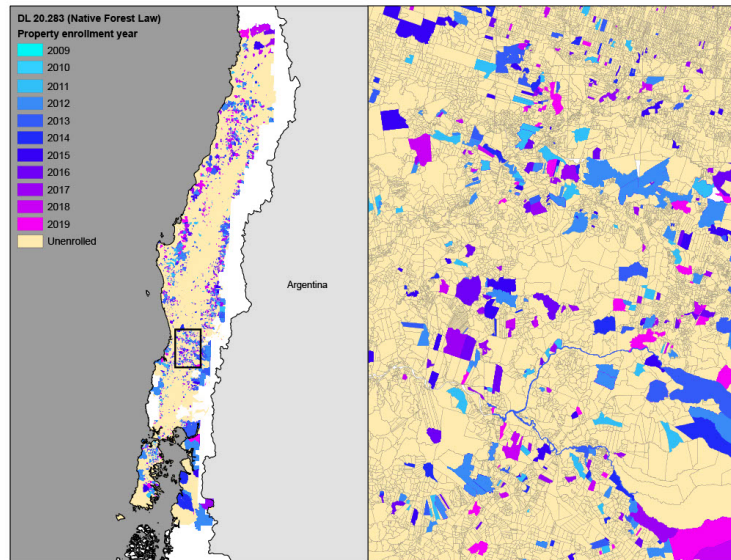 DL 20.283 (Native Forest Law)
Property enrollment year
2009
2010
2011
2012
2013
2014
2015
2016
2017
2018
2019
Unenrolled
Argentina